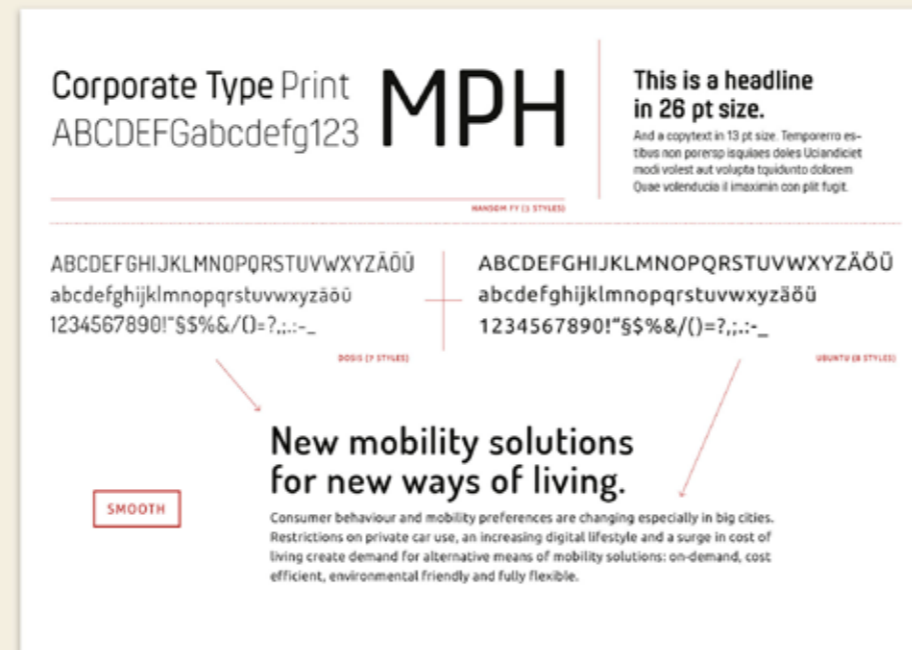 Corporate Type Print
ABCDEFGabcdefg123
MPH
This is a headline
in 26 pt size.
And a copytext in 13 pt size. Temporerro es-
tibus non porersp isquiaes doles Uciandiciet
modi volest aut volupta tquidunto dolorem
Quae volenducia il imaximin con plit fugit.
HANSOM FY (3 STYLES)
ABCDEFGHIJKLMNOPQRSTUVWXYZÄÖÜ
abcdefghijklmnopqrstuvwxyzäöü
1234567890!"§$%&/()=?,;.:-_
DOSIS (7 STYLES)
ABCDEFGHIJKLMNOPQRSTUVWXYZÄÖÜ
abcdefghijklmnopqrstuvwxyzäöü
1234567890!"§$%&/()=?,;.:-_
UBUNTU (8 STYLES)
New mobility solutions
for new ways of living.
SMOOTH
Consumer behaviour and mobility preferences are changing especially in big cities.
Restrictions on private car use, an increasing digital lifestyle and a surge in cost of
living create demand for alternative means of mobility solutions: on-demand, cost
efficient, environmental friendly and fully flexible.